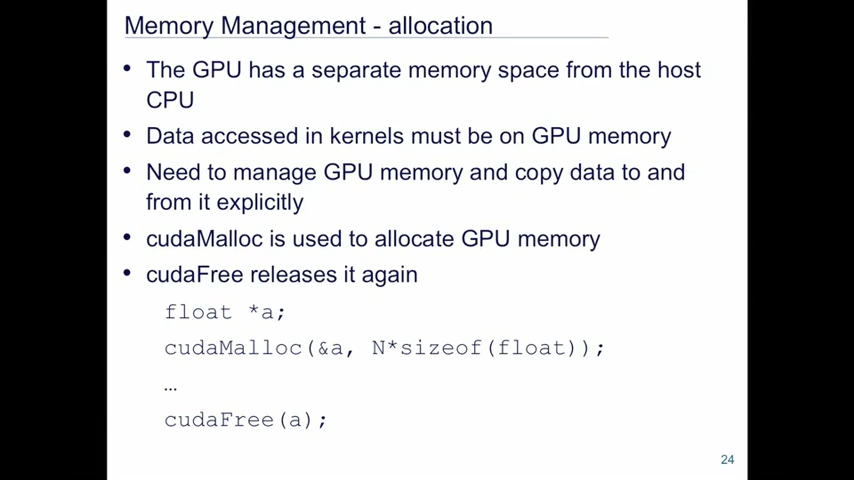 Memory Management - allocation
• The GPU has a separate memory space from the host
CPU
• Data accessed in kernels must be on GPU memory
• Need to manage GPU memory and copy data to and
from it explicitly
• cudaMalloc is used to allocate GPU memory
• cudaFree releases it again
float *a;
cudaMalloc(&a, N*sizeof(float));
…
cudaFree(a);
24